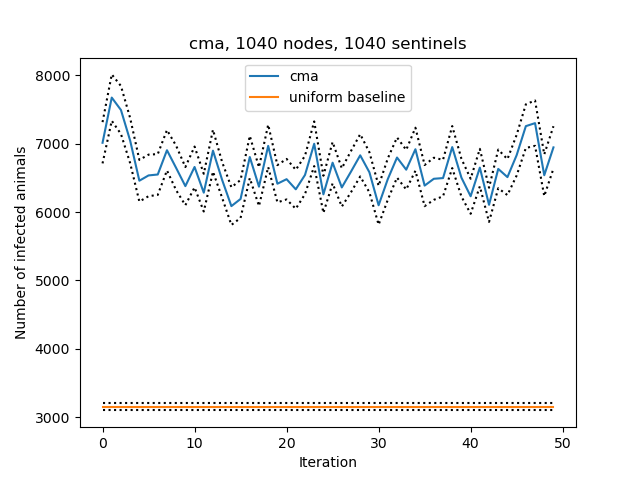 cma, 1040 nodes, 1040 sentinels
cma
uniform baseline
Number of infected animals
8000
7000
6000
5000
4000
3000
0 10 20 30 40 50
Iteration